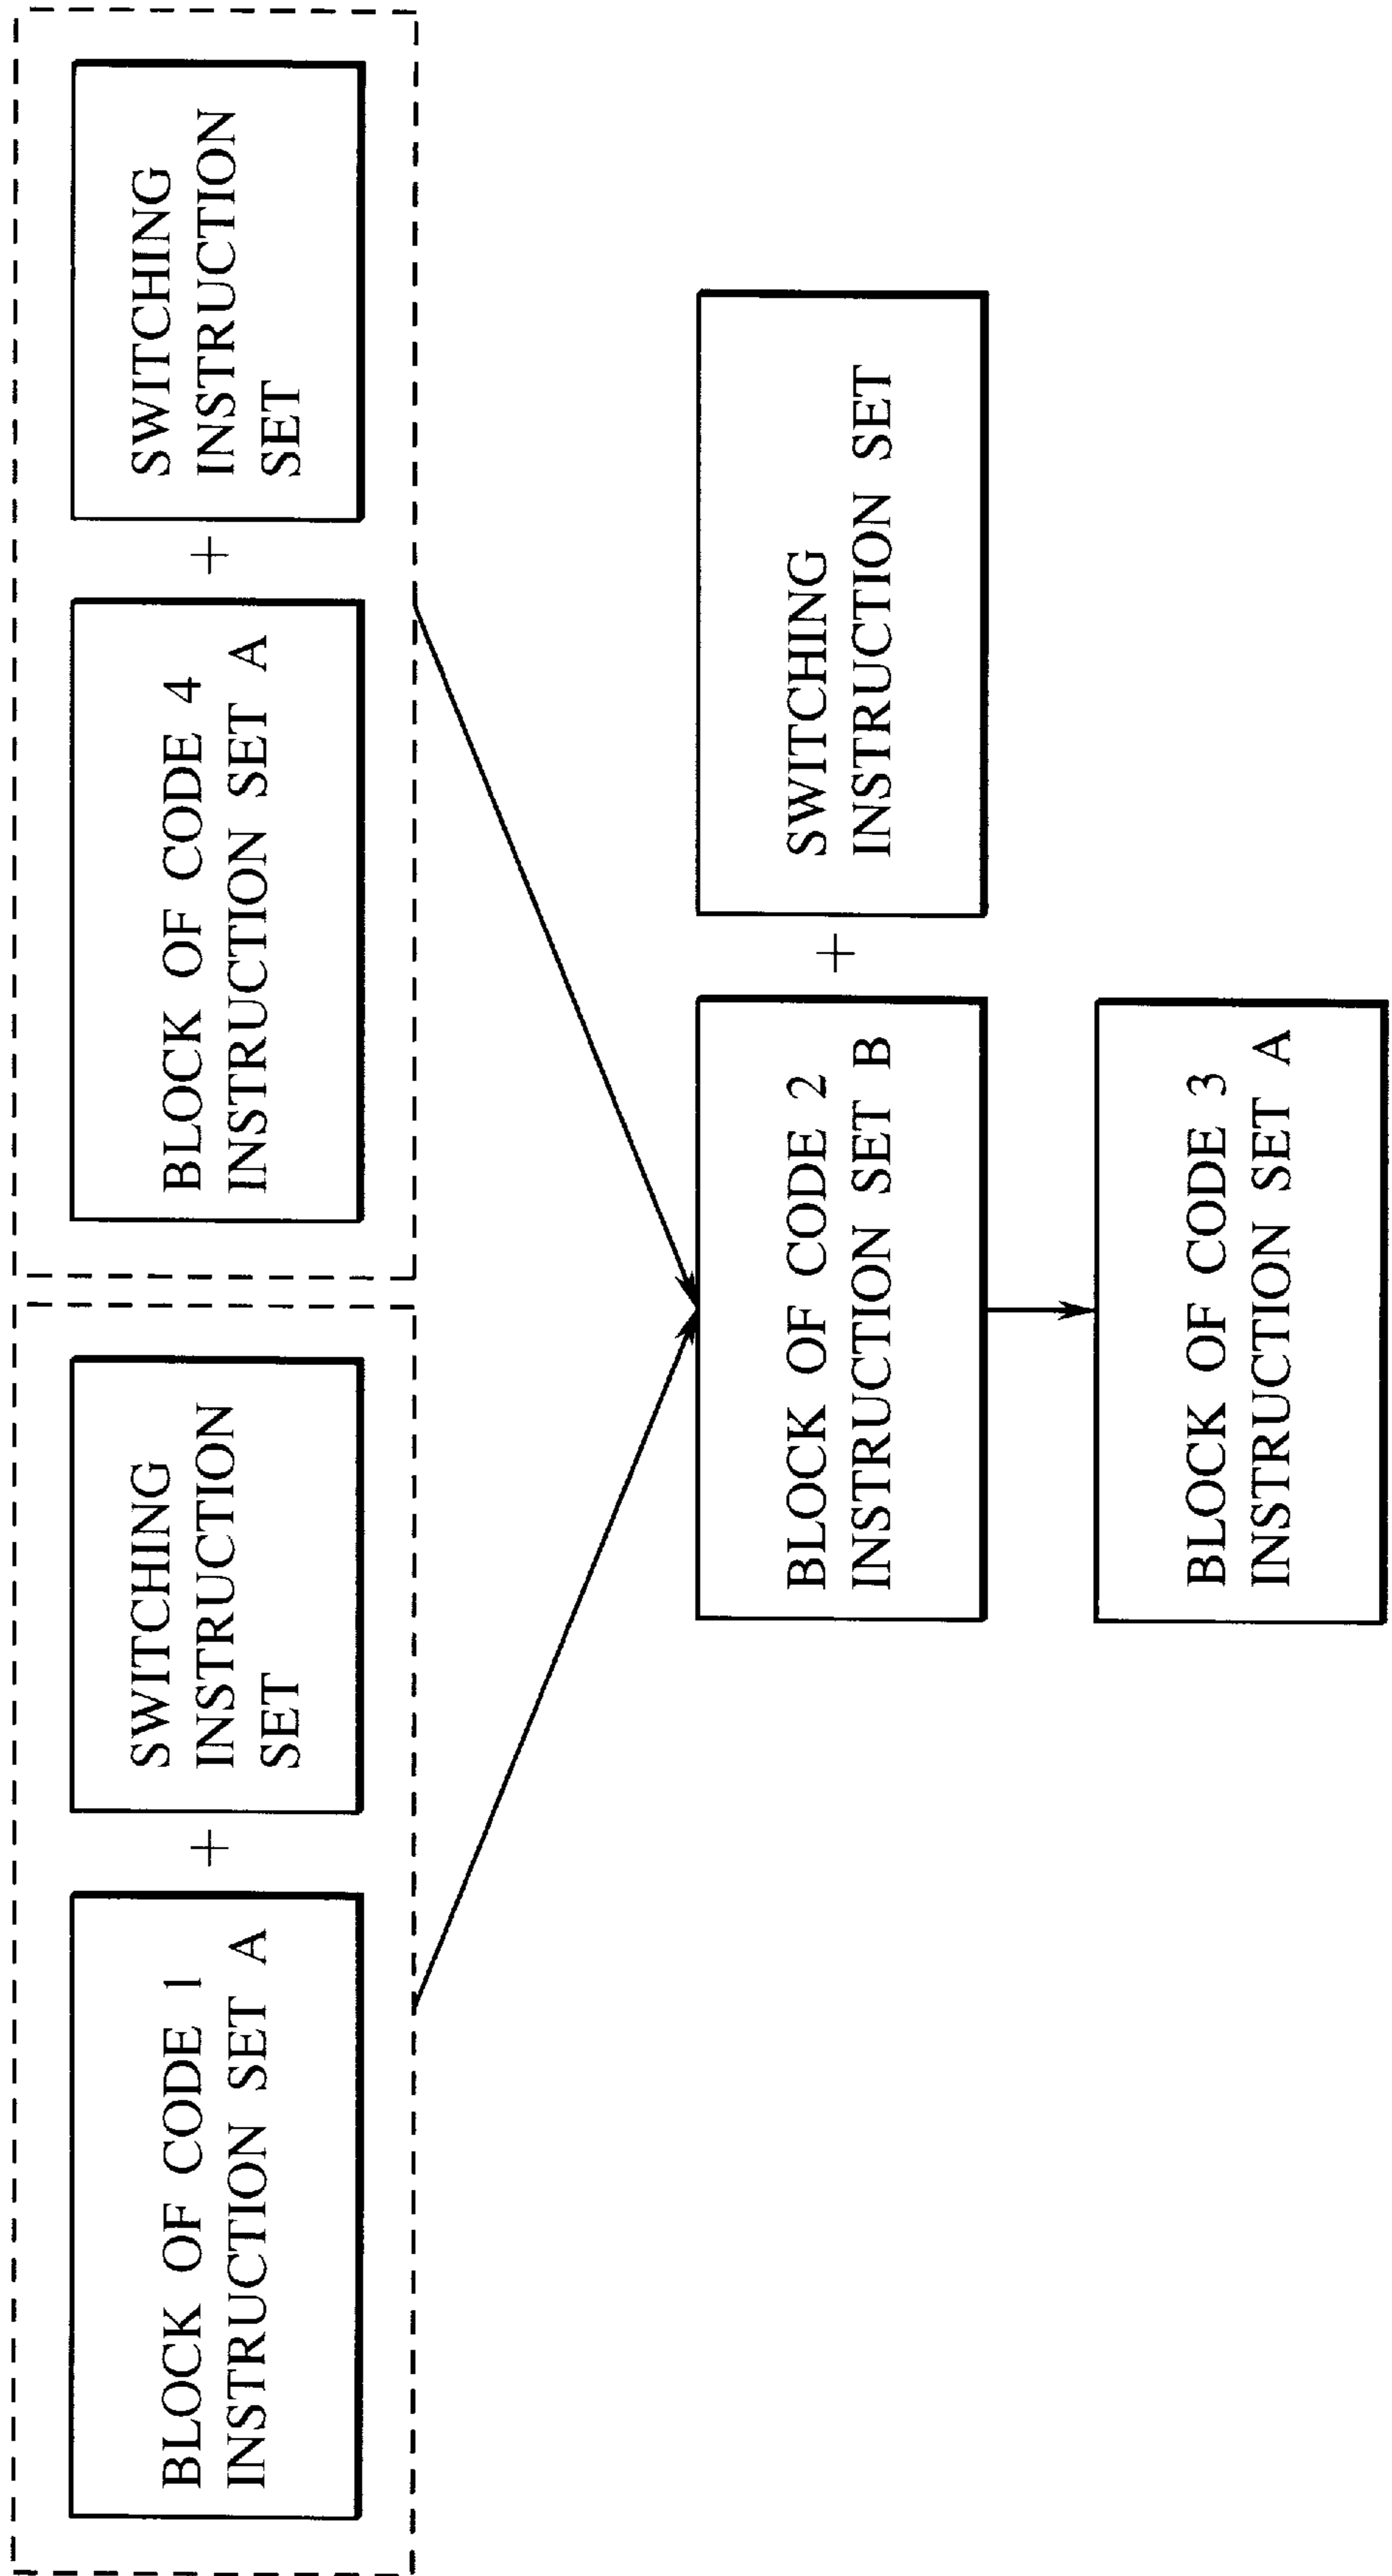 BLOCK OF CODE 1
INSTRUCTION SET A
+
SWITCHING
INSTRUCTION
SET
BLOCK OF CODE 4
INSTRUCTION SET A
+
SWITCHING
INSTRUCTION
SET
BLOCK OF CODE 2
INSTRUCTION SET B
+
SWITCHING
INSTRUCTION SET
BLOCK OF CODE 3
INSTRUCTION SET A